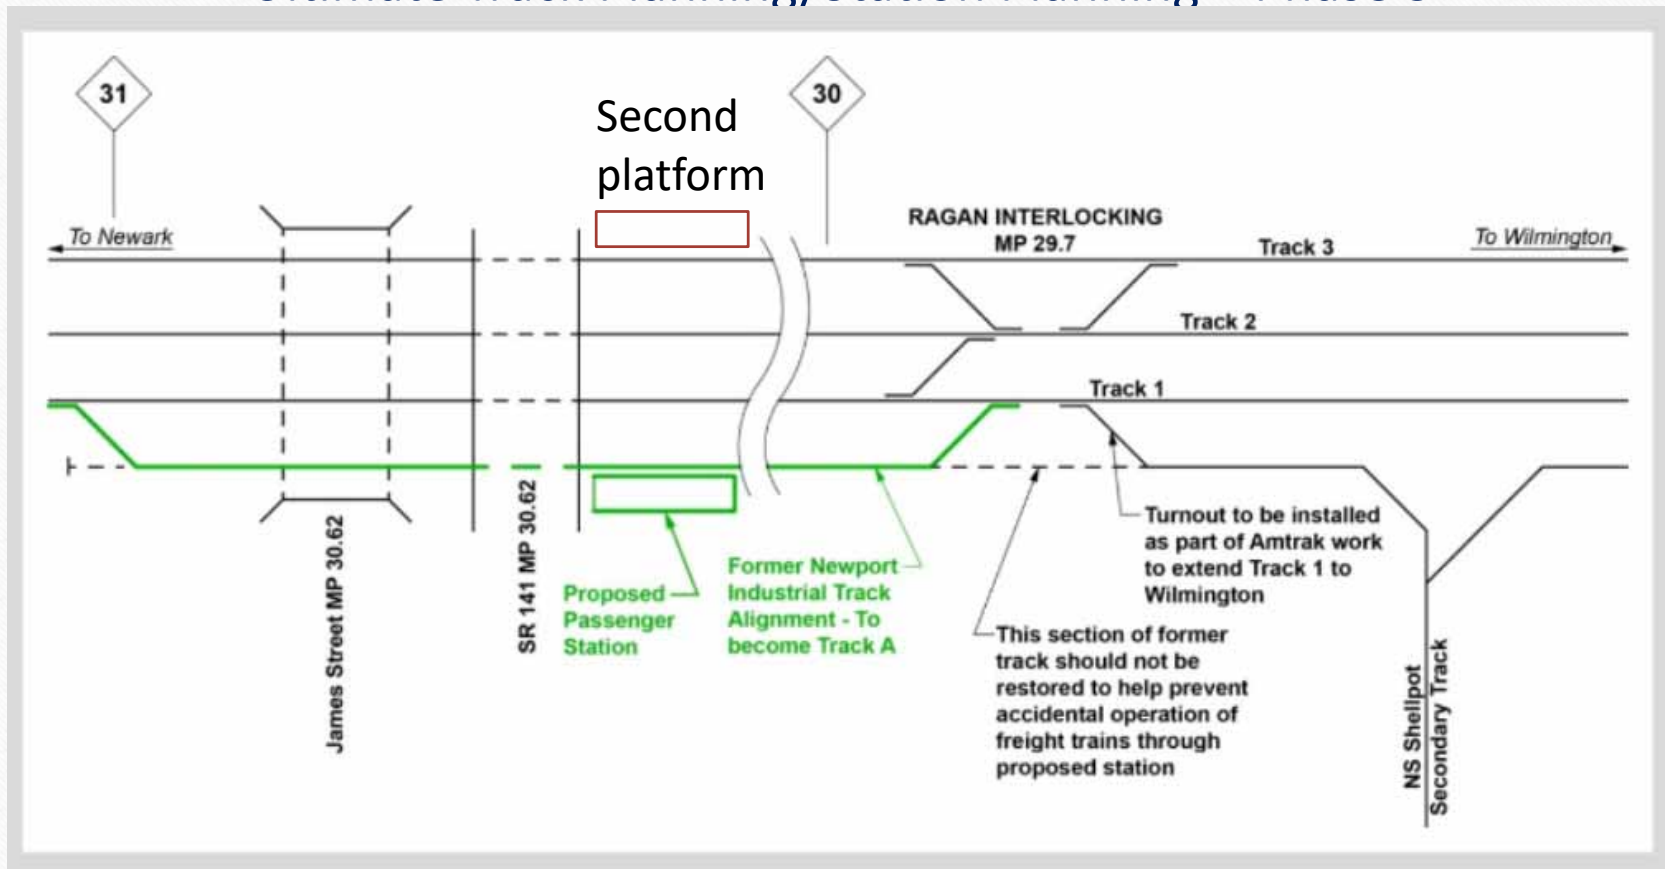 31
30
Second
platform
To Newark
RAGAN INTERLOCKING
MP 29.7
Track 3
To Wilmington
Track 2
Track 1
James Street MP 30.62
SR 141 MP 30.62
Proposed
Passenger
Station
Former Newport
Industrial Track
Alignment - To
become Track A
Turnout to be installed
as part of Amtrak work
to extend Track 1 to
Wilmington
This section of former
track should not be
restored to help prevent
accidental operation of
freight trains through
proposed station
NS Shellpot
Secondary Track